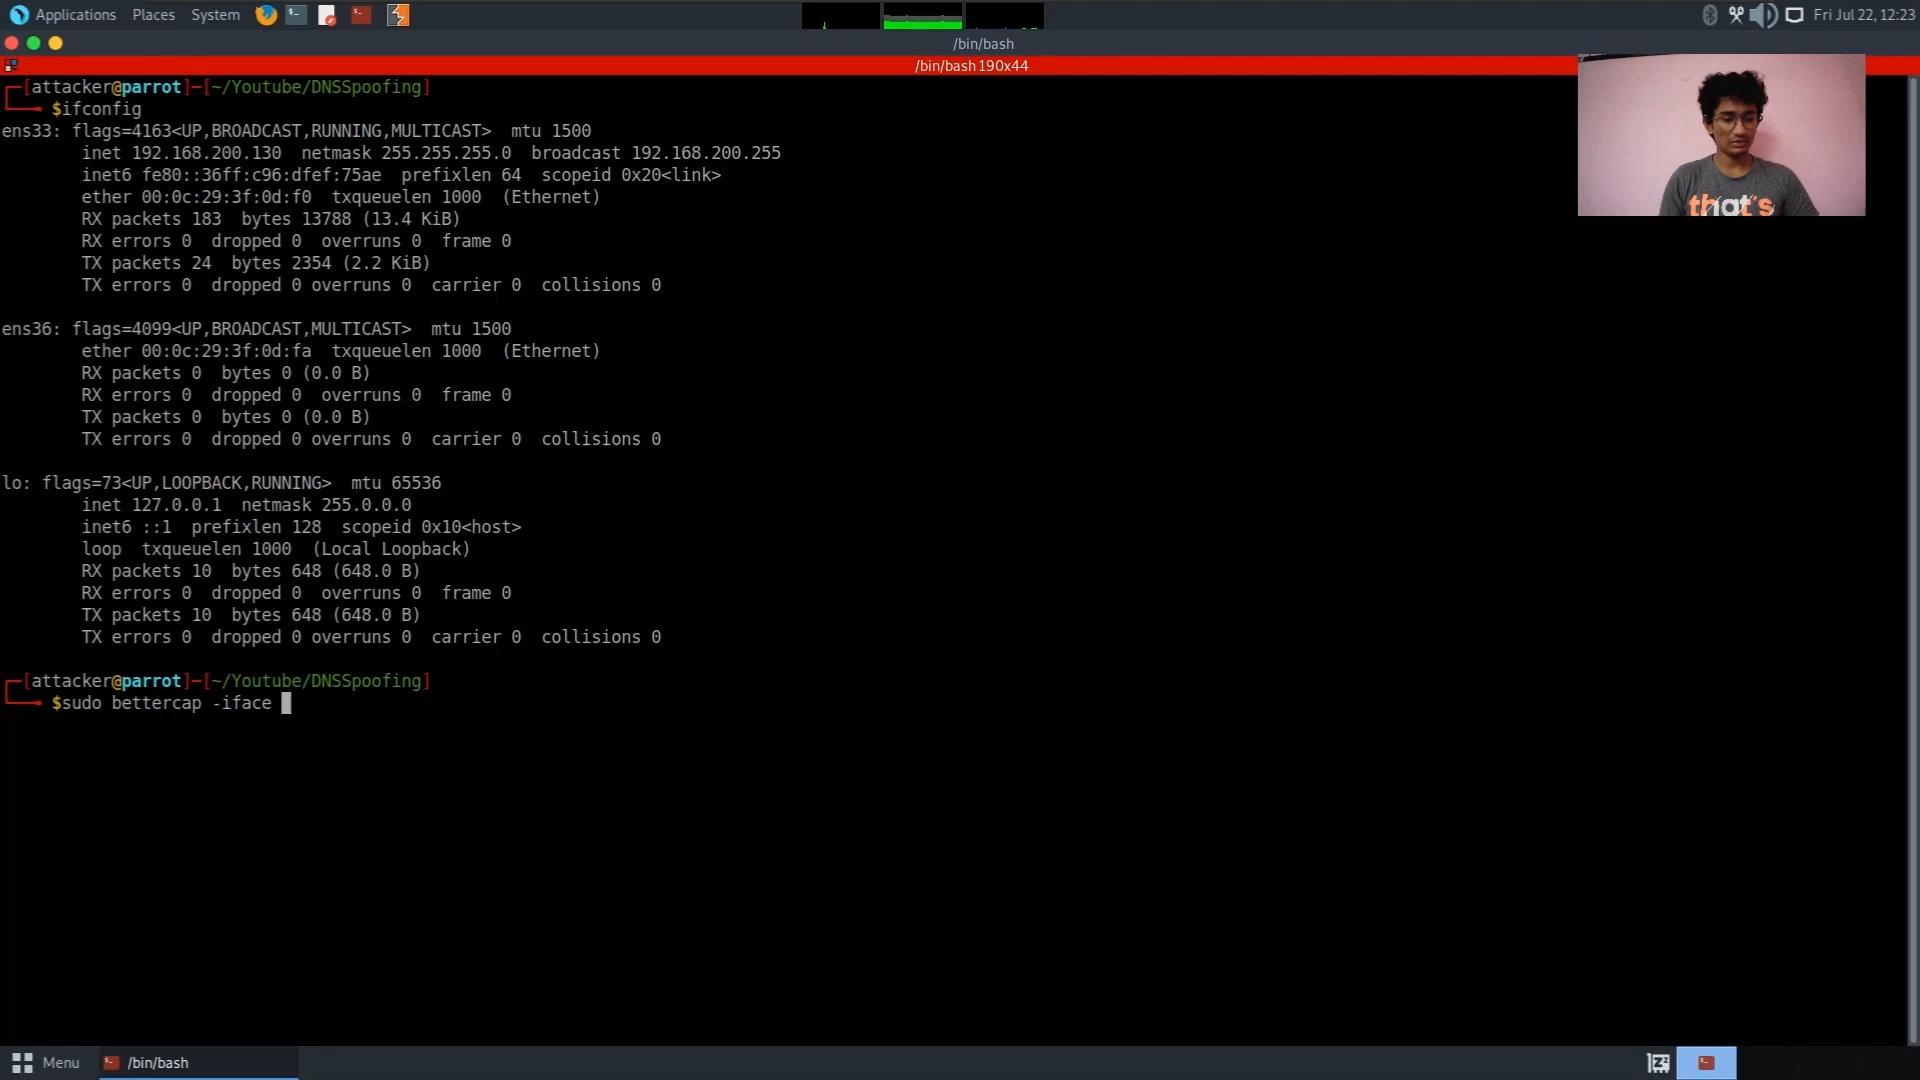 Applications Places System
Fri Jul 22, 12:23
/bin/bash
/bin/bash 190x44
[attacker@parrot]─[~/Youtube/DNSSpoofing]
$ifconfig
ens33: flags=4163<UP,BROADCAST,RUNNING,MULTICAST>  mtu 1500
inet 192.168.200.130  netmask 255.255.255.0  broadcast 192.168.200.255
inet6 fe80::36ff:c96:dfef:75ae  prefixlen 64  scopeid 0x20<link>
ether 00:0c:29:3f:0d:f0  txqueuelen 1000  (Ethernet)
RX packets 183  bytes 13788 (13.4 KiB)
RX errors 0  dropped 0  overruns 0  frame 0
TX packets 24  bytes 2354 (2.2 KiB)
TX errors 0  dropped 0 overruns 0  carrier 0  collisions 0
ens36: flags=4099<UP,BROADCAST,MULTICAST>  mtu 1500
ether 00:0c:29:3f:0d:fa  txqueuelen 1000  (Ethernet)
RX packets 0  bytes 0 (0.0 B)
RX errors 0  dropped 0  overruns 0  frame 0
TX packets 0  bytes 0 (0.0 B)
TX errors 0  dropped 0 overruns 0  carrier 0  collisions 0
lo: flags=73<UP,LOOPBACK,RUNNING>  mtu 65536
inet 127.0.0.1  netmask 255.0.0.0
inet6 ::1  prefixlen 128  scopeid 0x10<host>
loop  txqueuelen 1000  (Local Loopback)
RX packets 10  bytes 648 (648.0 B)
RX errors 0  dropped 0  overruns 0  frame 0
TX packets 10  bytes 648 (648.0 B)
TX errors 0  dropped 0 overruns 0  carrier 0  collisions 0
[attacker@parrot]─[~/Youtube/DNSSpoofing]
$sudo bettercap -iface
that's
Menu /bin/bash